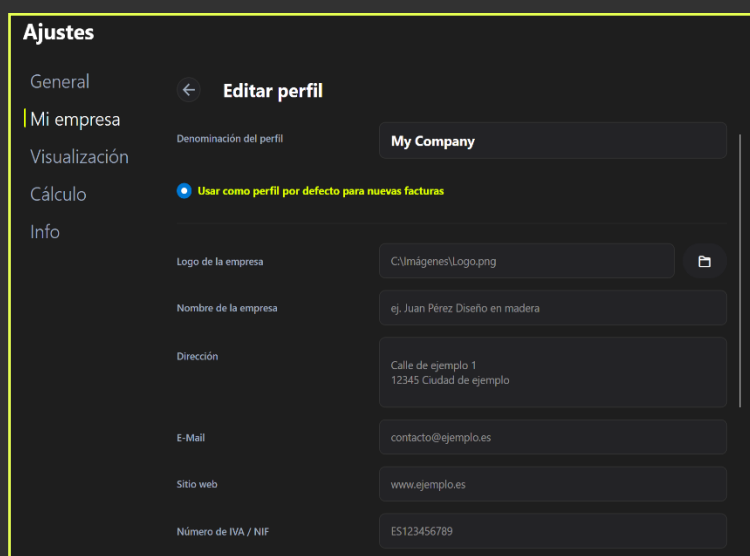 Ajustes
General
Mi empresa
Visualización
Cálculo
Info
Editar perfil
Denominación del perfil
My Company
Usar como perfil por defecto para nuevas facturas
Logo de la empresa
C:\Imágenes\Logo.png
Nombre de la empresa
ej. Juan Pérez Diseño en madera
Dirección
Calle de ejemplo 1
12345 Ciudad de ejemplo
E-Mail
contacto@ejemplo.es
Sitio web
www.ejemplo.es
Número de IVA / NIF
ES123456789